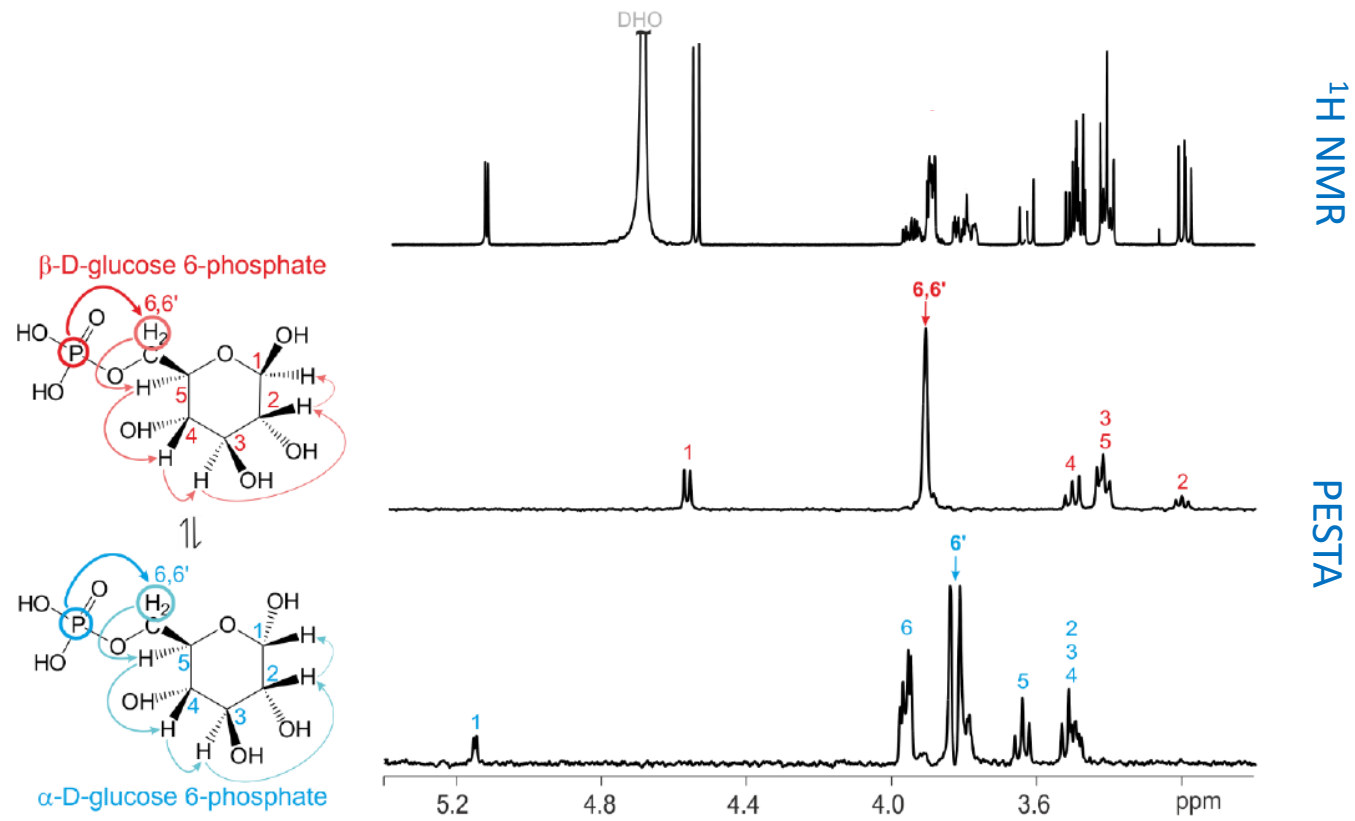 DHO
¹H NMR
β-D-glucose 6-phosphate
6,6'
HO
O
H₂
P
C
O
OH
1
HO
O
H
H
5
2
H
OH
4
3
OH
H
H
OH
6,6'
1
4
3
5
2
PESTA
α-D-glucose 6-phosphate
6,6'
HO
O
H₂
P
C
O
OH
1
H
HO
O
H
5
2
H
OH
4
3
OH
H
H
OH
6'
6
1
5
2
3
4
5.2
4.8
4.4
4.0
3.6
ppm